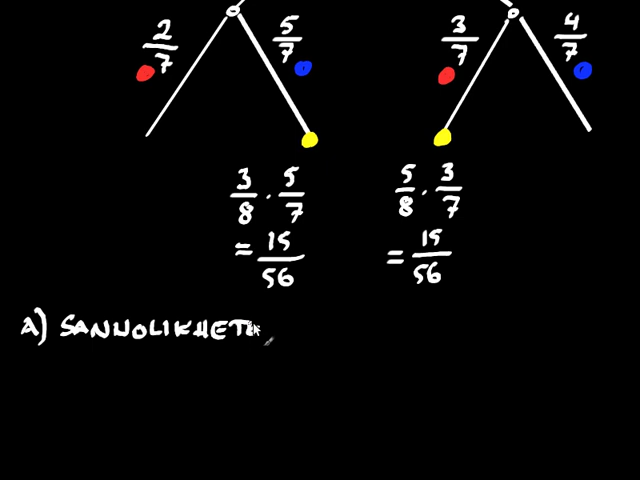 2/7 5/7 3/7 4/7
3/8 · 5/7 5/8 · 3/7
= 15/56 = 15/56
A) SANNOLIKHETEN